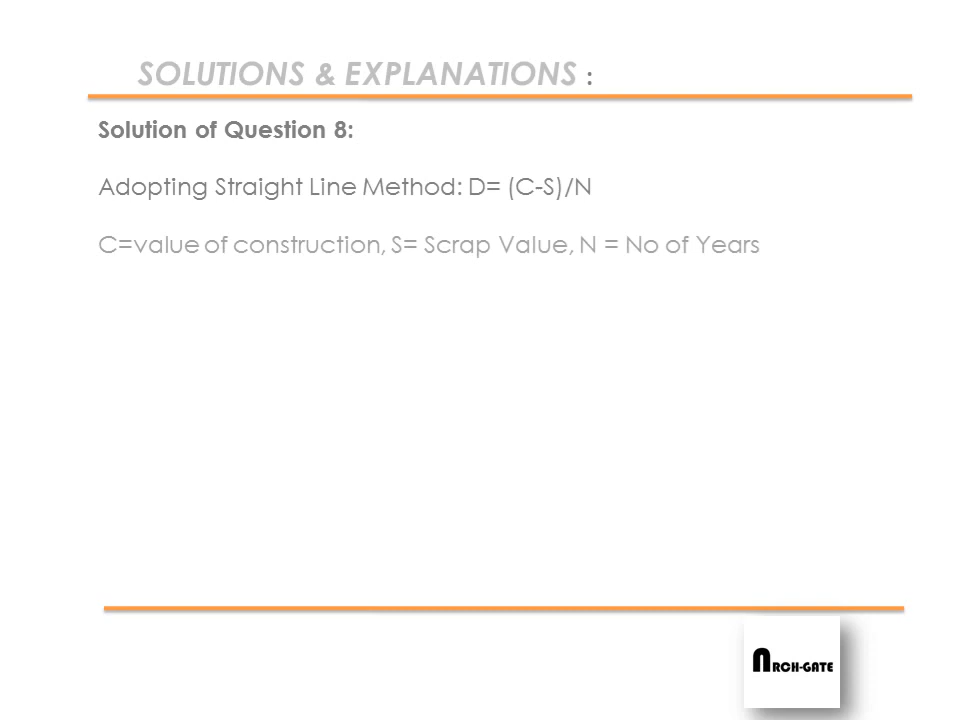 SOLUTIONS & EXPLANATIONS :
Solution of Question 8:
Adopting Straight Line Method: D= (C-S)/N
C=value of construction, S= Scrap Value, N = No of Years
ARCH-GATE